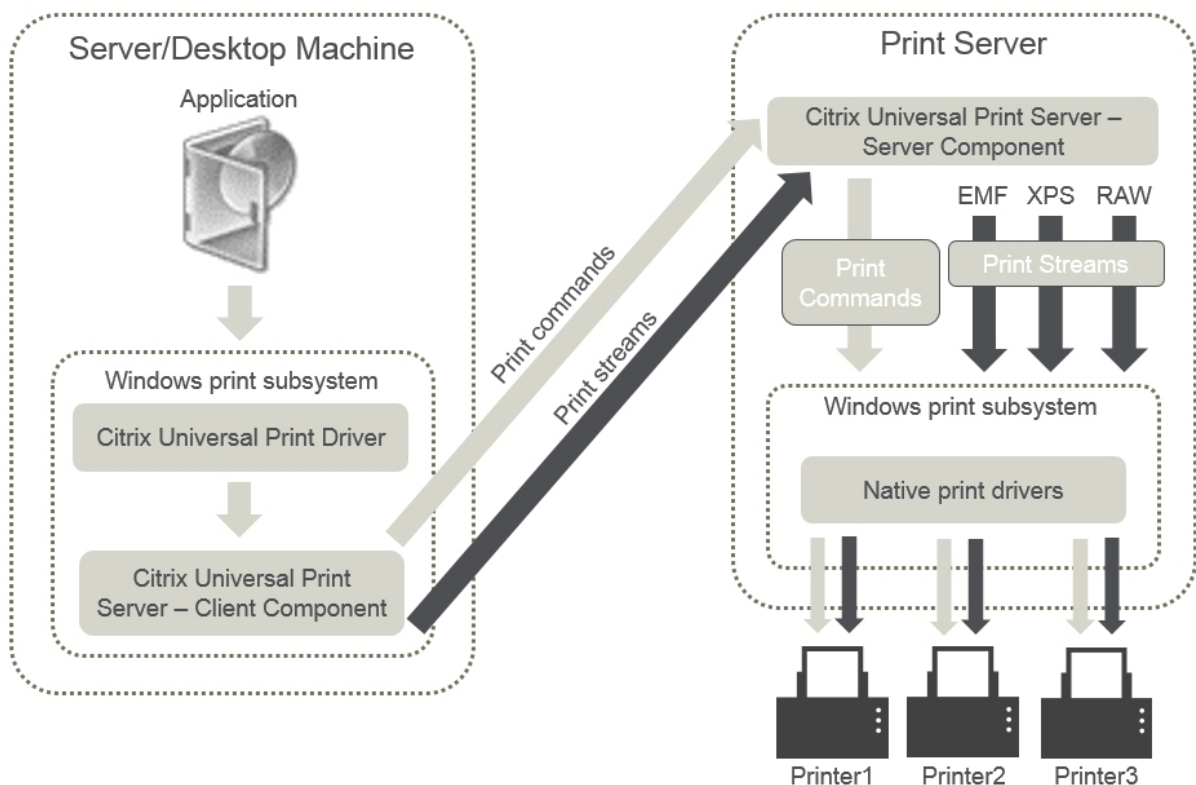 Server/Desktop Machine
Application
Windows print subsystem
Citrix Universal Print Driver
Citrix Universal Print
Server – Client Component
Print commands
Print streams
Print Server
Citrix Universal Print Server –
Server Component
EMF XPS RAW
Print
Commands
Print Streams
Windows print subsystem
Native print drivers
Printer1 Printer2 Printer3